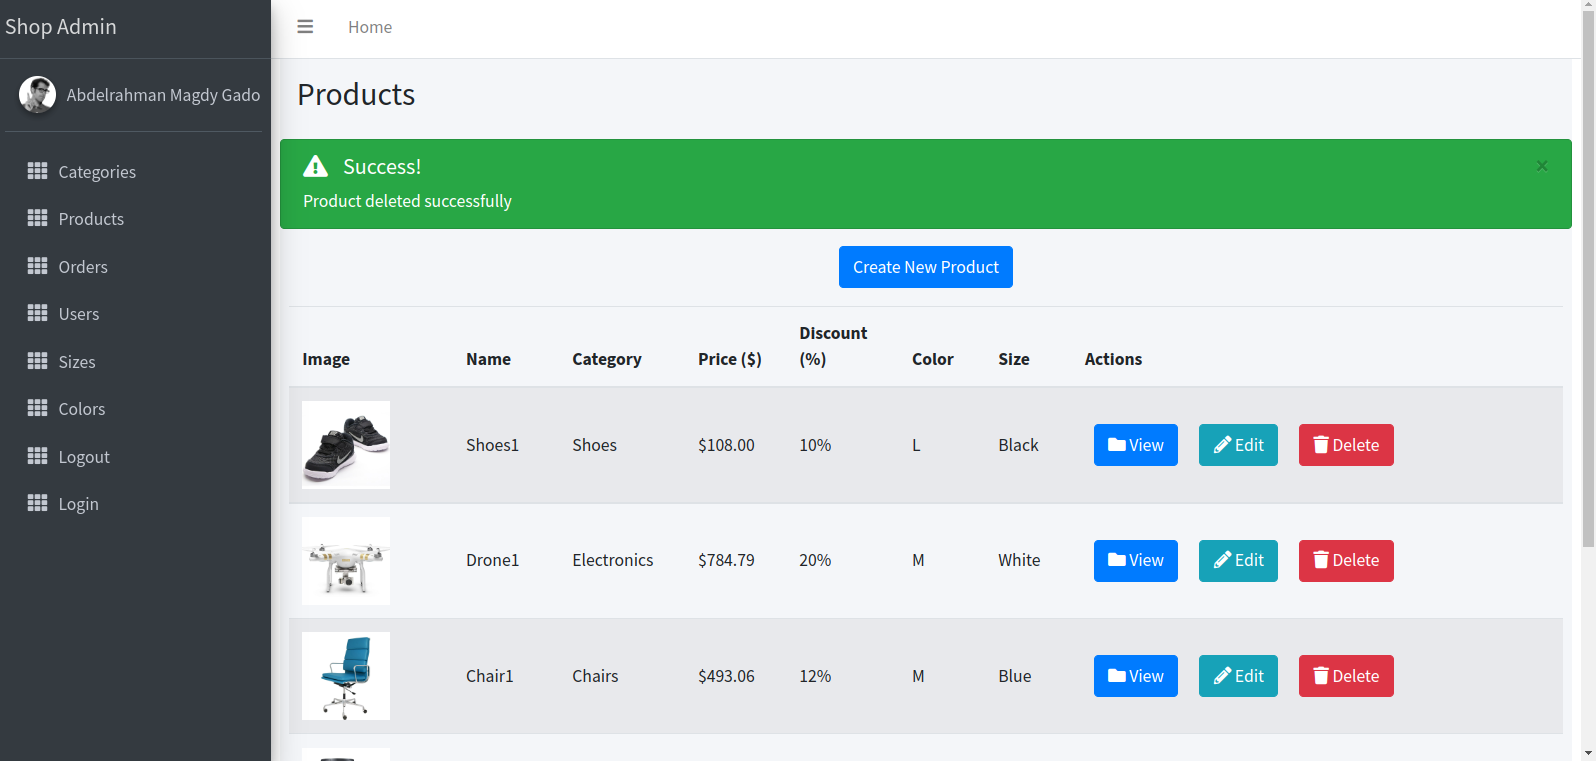 Shop Admin
Home
Abdelrahman Magdy Gado
Categories
Products
Orders
Users
Sizes
Colors
Logout
Login
Products
Success!
×
Product deleted successfully
Create New Product
Image Name Category Price ($) Discount (%) Color Size Actions
Shoes1 Shoes $108.00 10% L Black View Edit Delete
Drone1 Electronics $784.79 20% M White View Edit Delete
Chair1 Chairs $493.06 12% M Blue View Edit Delete